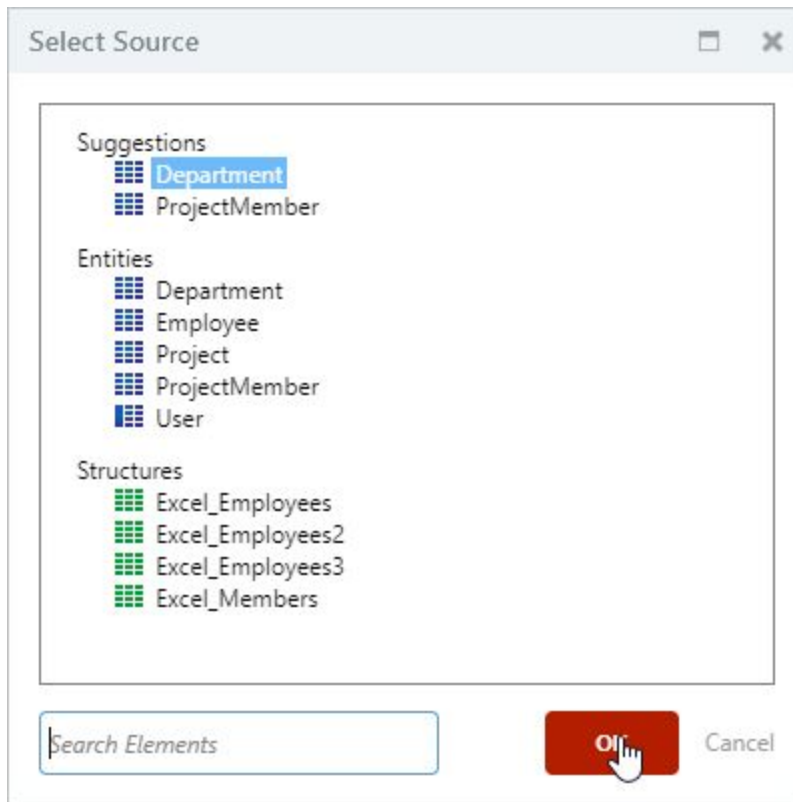 Select Source
Suggestions
Department
ProjectMember
Entities
Department
Employee
Project
ProjectMember
User
Structures
Excel_Employees
Excel_Employees2
Excel_Employees3
Excel_Members
Search Elements
OK Cancel